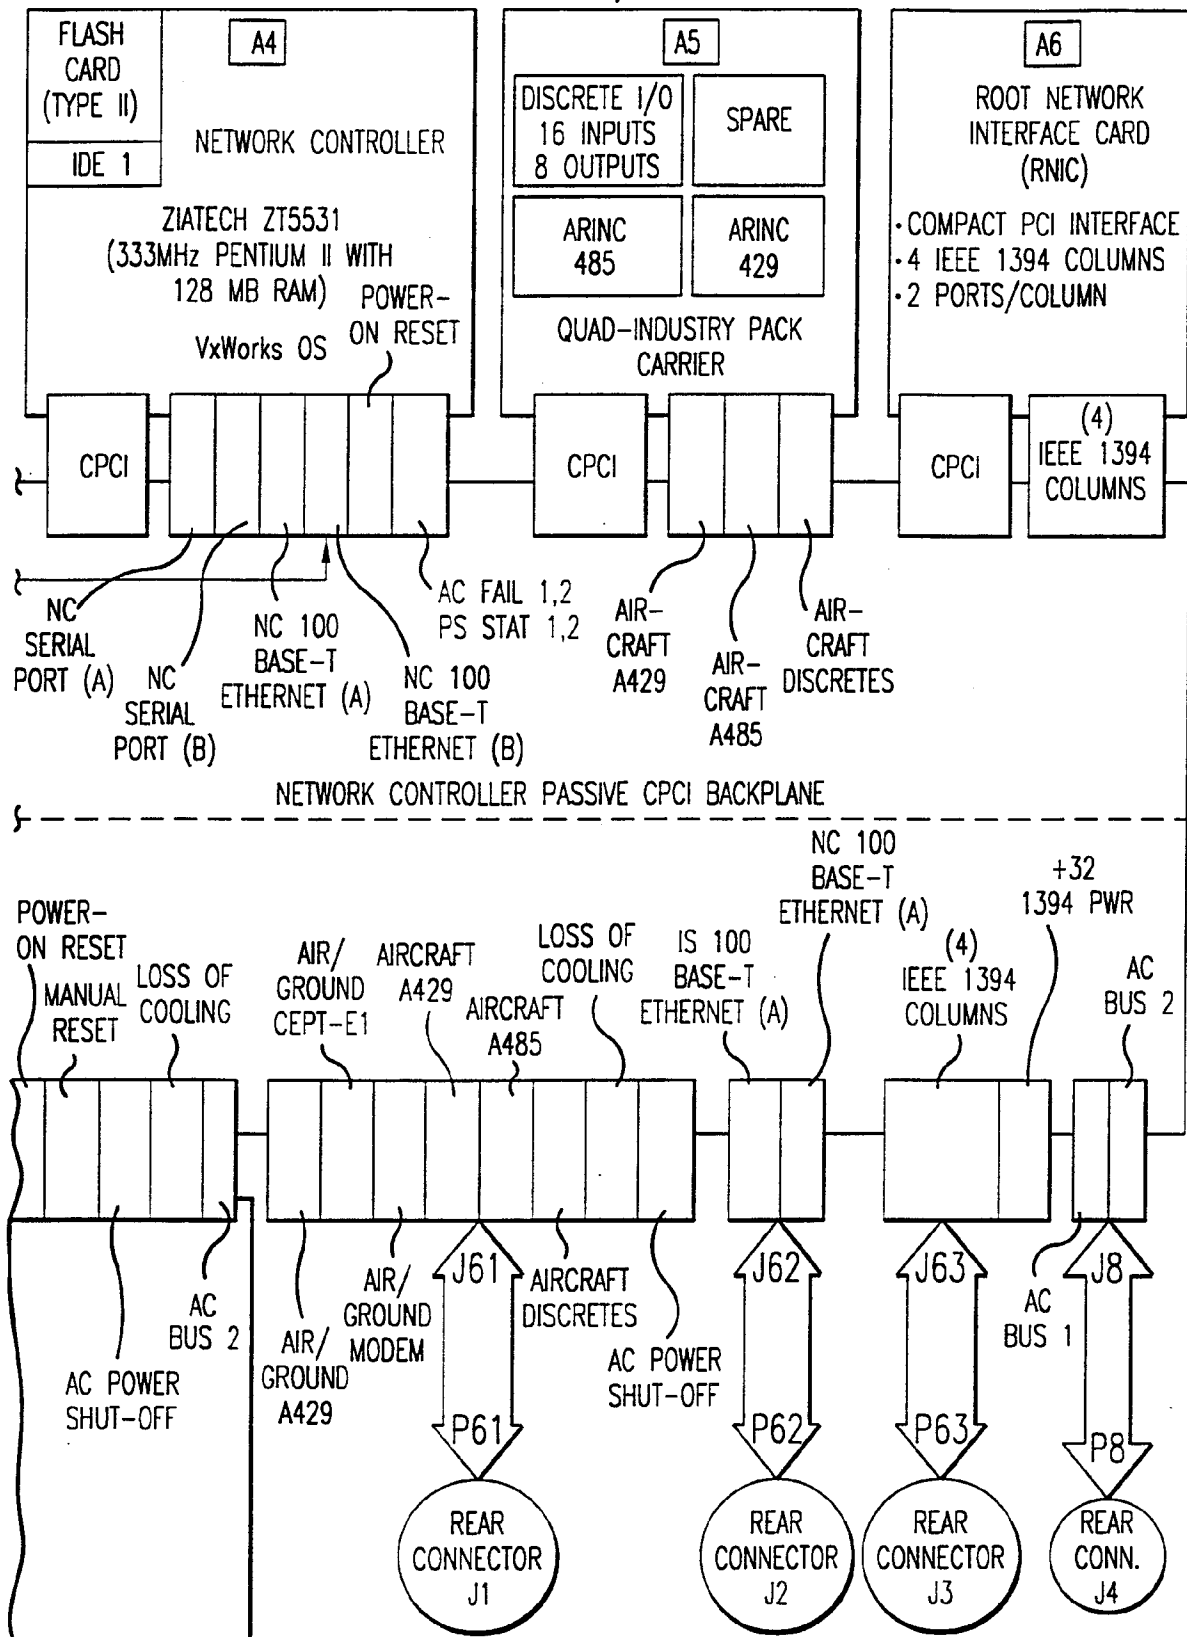 FLASH
CARD
(TYPE II)
IDE 1
A4
NETWORK CONTROLLER
ZIATECH ZT5531
(333MHz PENTIUM II WITH
128 MB RAM)
VxWorks OS
POWER-
ON RESET
A5
DISCRETE I/O
16 INPUTS
8 OUTPUTS
SPARE
ARINC
485
ARINC
429
QUAD-INDUSTRY PACK
CARRIER
A6
ROOT NETWORK
INTERFACE CARD
(RNIC)
·COMPACT PCI INTERFACE
·4 IEEE 1394 COLUMNS
·2 PORTS/COLUMN
CPCI
CPCI
CPCI
(4)
IEEE 1394
COLUMNS
NC
SERIAL
PORT (A)
NC
SERIAL
PORT (B)
NC 100
BASE-T
ETHERNET (A)
NC 100
BASE-T
ETHERNET (B)
AC FAIL 1,2
PS STAT 1,2
AIR-
CRAFT
A429
AIR-
CRAFT
A485
AIR-
CRAFT
DISCRETES
NETWORK CONTROLLER PASSIVE CPCI BACKPLANE
POWER-
ON RESET
MANUAL
RESET
LOSS OF
COOLING
AIR/
GROUND
CEPT-E1
AIRCRAFT
A429
AIRCRAFT
A485
LOSS OF
COOLING
IS 100
BASE-T
ETHERNET (A)
NC 100
BASE-T
ETHERNET (A)
(4)
IEEE 1394
COLUMNS
+32
1394 PWR
AC
BUS 2
AC POWER
SHUT-OFF
AC
BUS 2
AIR/
GROUND
A429
AIR/
GROUND
MODEM
J61
AIRCRAFT
DISCRETES
AC POWER
SHUT-OFF
J62
J63
AC
BUS 1
J8
P61
P62
P63
P8
REAR
CONNECTOR
J1
REAR
CONNECTOR
J2
REAR
CONNECTOR
J3
REAR
CONN.
J4